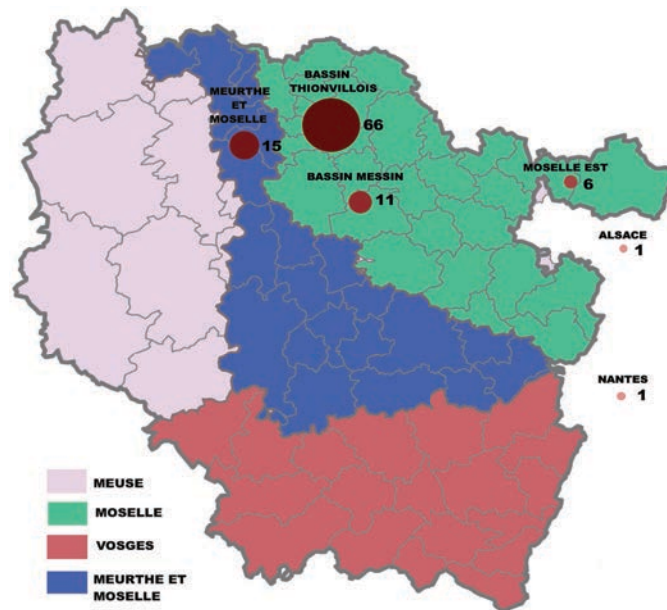 BASSIN
THIONVILLOIS
66
MEURTHE
ET
MOSELLE
15
BASSIN MESSIN
11
MOSELLE EST
6
ALSACE
1
NANTES
1
MEUSE
MOSELLE
VOSGES
MEURTHE ET
MOSELLE